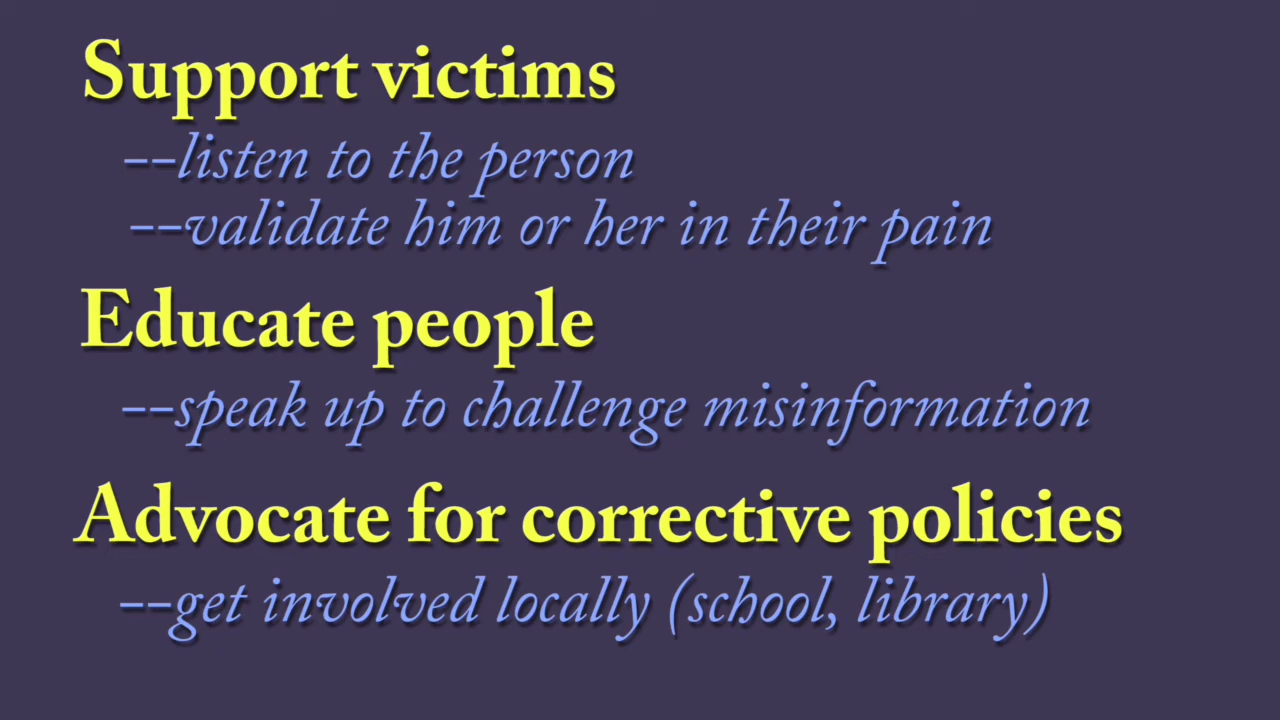 Support victims
--listen to the person
--validate him or her in their pain
Educate people
--speak up to challenge misinformation
Advocate for corrective policies
--get involved locally (school, library)